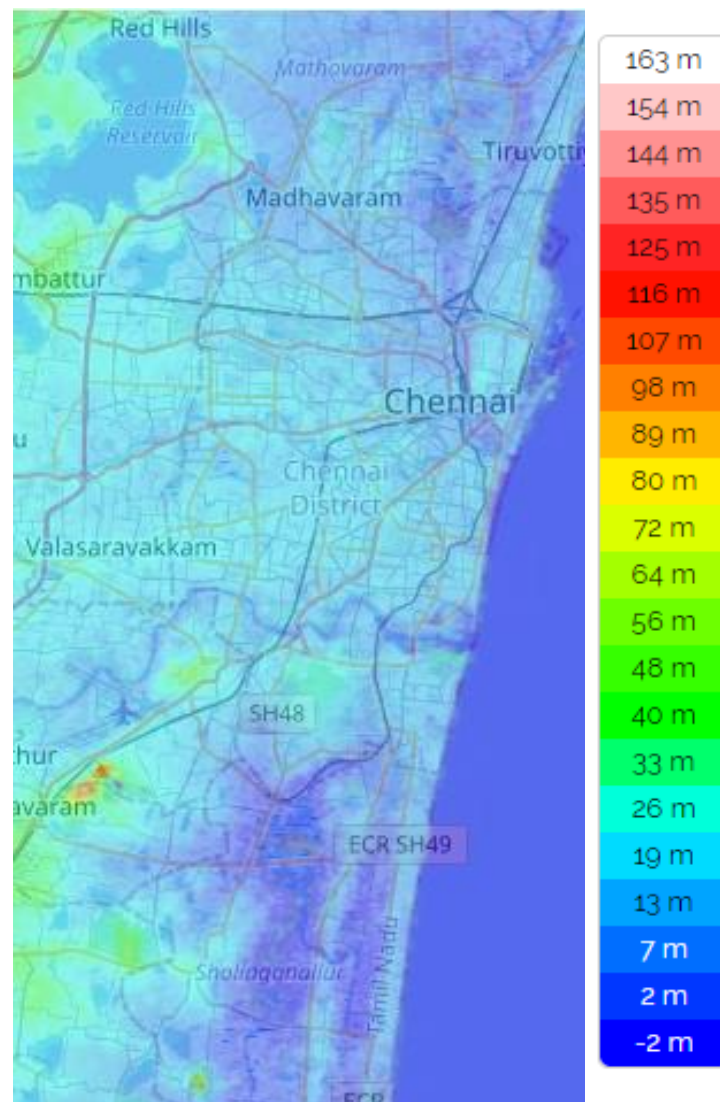 Red Hills
Mathavaram
Red Hills
Reservoir
Tiruvottiy
Madhavaram
mbattur
Chennai
u
Chennai
District
Valasaravakkam
SH48
thur
avaram
ECR SH49
Tamil Nadu
Sholinganallur
ECR
163 m
154 m
144 m
135 m
125 m
116 m
107 m
98 m
89 m
80 m
72 m
64 m
56 m
48 m
40 m
33 m
26 m
19 m
13 m
7 m
2 m
-2 m